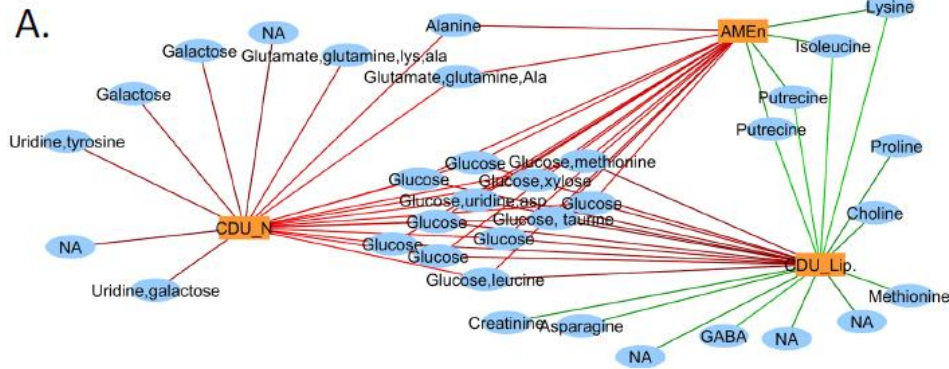 A.
Alanine
AMEn
Lysine
NA
Galactose
Glutamate,glutamine,lys,ala
Isoleucine
Glutamate,glutamine,Ala
Galactose
Putrecine
Putrecine
Uridine,tyrosine
Proline
Glucose
Glucose,methionine
Glucose
Glucose,xylose
Glucose,uridine,asp
Glucose
Choline
CDU_N
Glucose
Glucose, taurine
NA
Glucose
Glucose
Glucose
CDU_Lip.
Glucose,leucine
Uridine,galactose
Methionine
Creatinine
Asparagine
NA
GABA
NA
NA